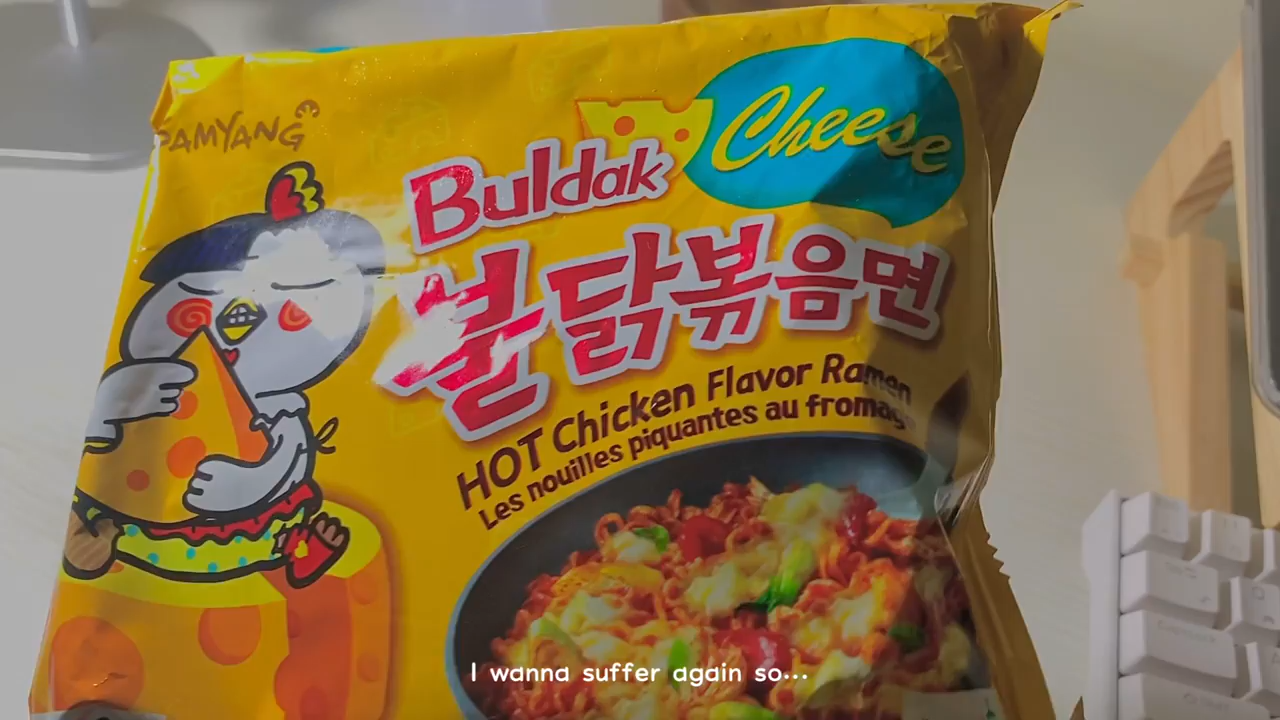 SAMYANG
Cheese
Buldak
불닭볶음면
HOT Chicken Flavor Ramen
Les nouilles piquantes au fromage
I wanna suffer again so...